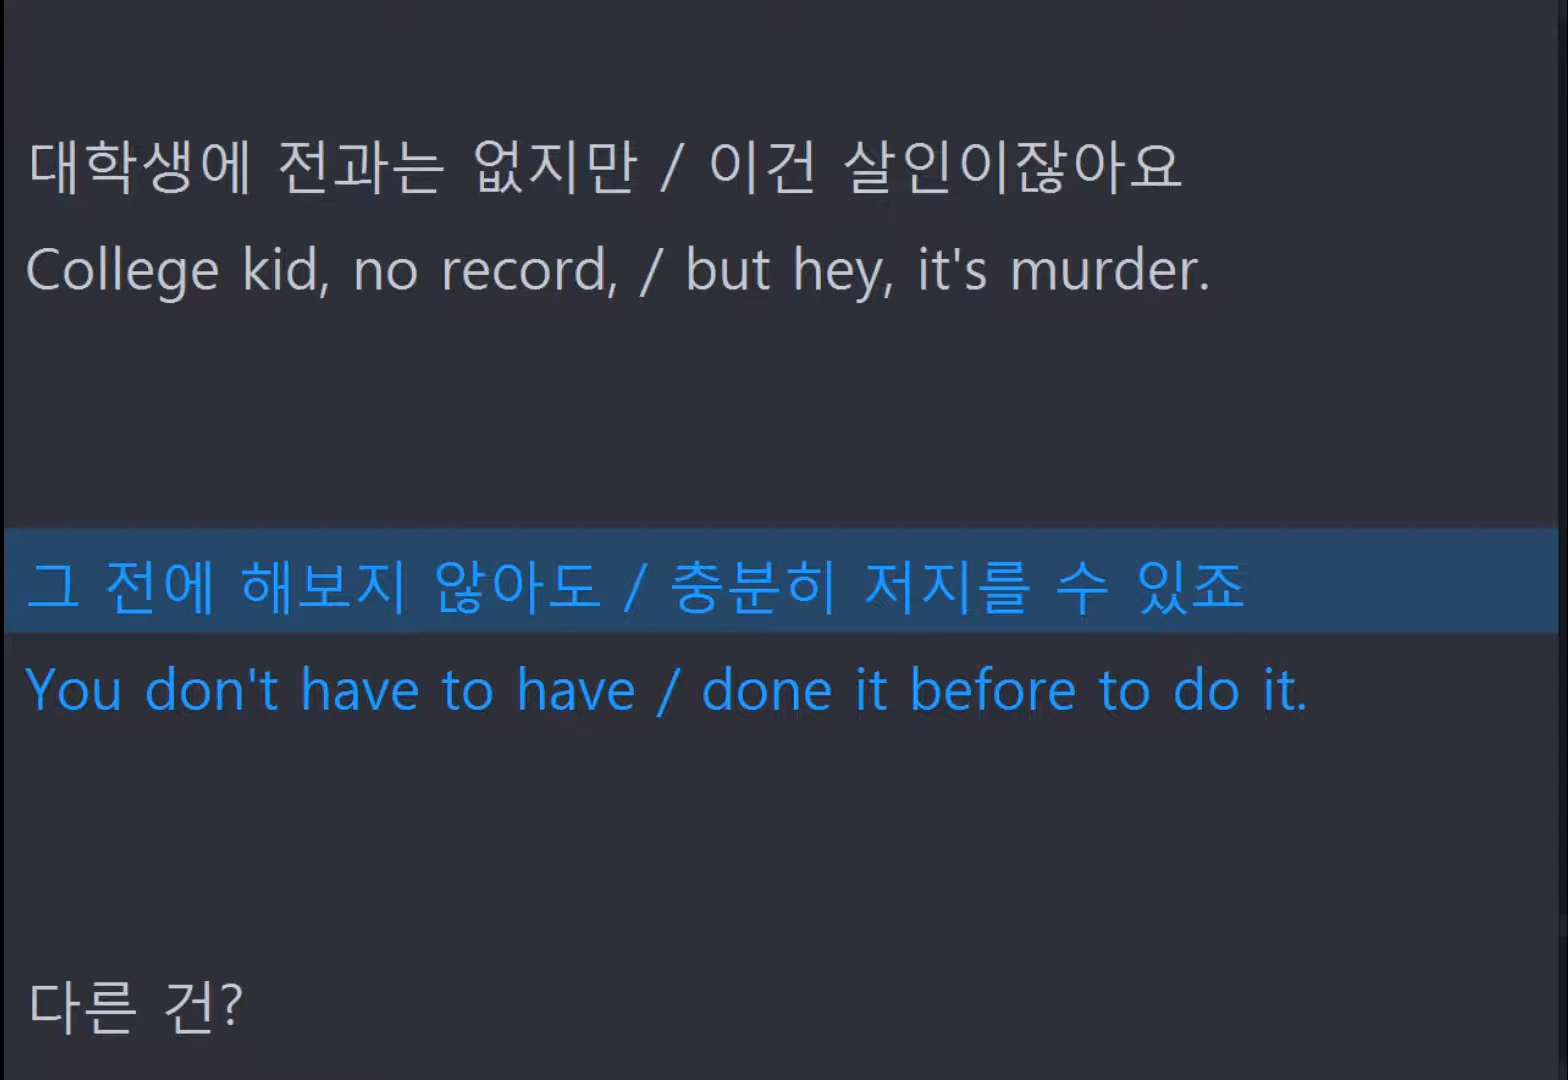 대학생에 전과는 없지만 / 이건 살인이잖아요
College kid, no record, / but hey, it's murder.
그 전에 해보지 않아도 / 충분히 저지를 수 있죠
You don't have to have / done it before to do it.
다른 건?